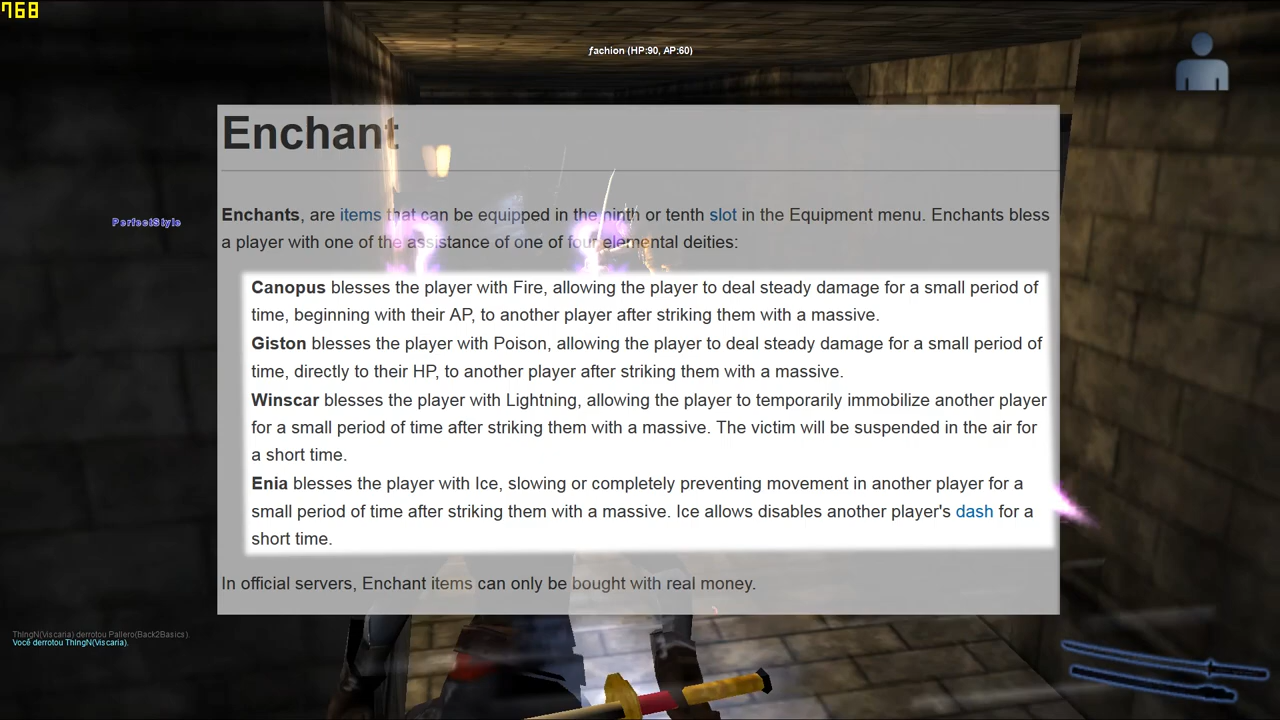 768
fachion (HP:90, AP:60)
Enchant
PerfectStyle
Enchants, are items that can be equipped in the ninth or tenth slot in the Equipment menu. Enchants bless
a player with one of the assistance of one of four elemental deities:
Canopus blesses the player with Fire, allowing the player to deal steady damage for a small period of
time, beginning with their AP, to another player after striking them with a massive.
Giston blesses the player with Poison, allowing the player to deal steady damage for a small period of
time, directly to their HP, to another player after striking them with a massive.
Winscar blesses the player with Lightning, allowing the player to temporarily immobilize another player
for a small period of time after striking them with a massive. The victim will be suspended in the air for
a short time.
Enia blesses the player with Ice, slowing or completely preventing movement in another player for a
small period of time after striking them with a massive. Ice allows disables another player's dash for a
short time.
In official servers, Enchant items can only be bought with real money.
ThIngN(Viscaria) derrotou Pallero(Back2Basics).
Você derrotou ThIngN(Viscaria).